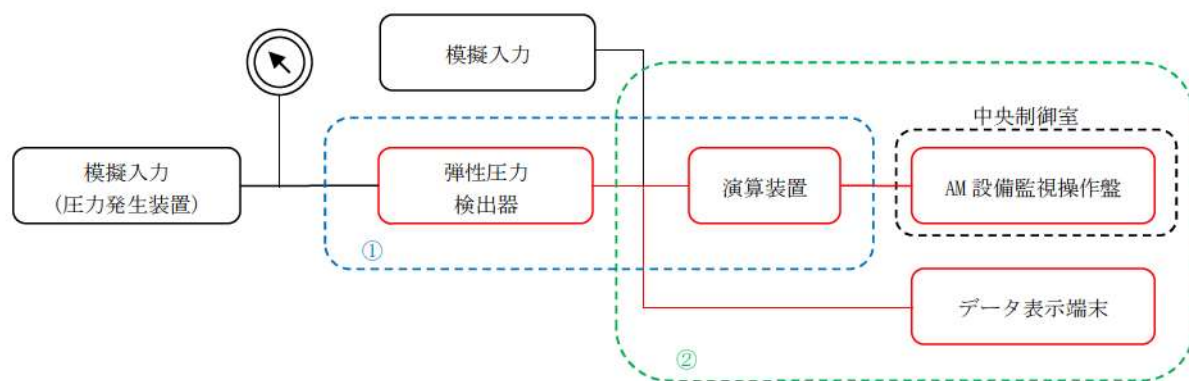 模擬入力
中央制御室
模擬入力
(圧力発生装置)
弾性圧力
検出器
演算装置
AM設備監視操作盤
①
データ表示端末
②